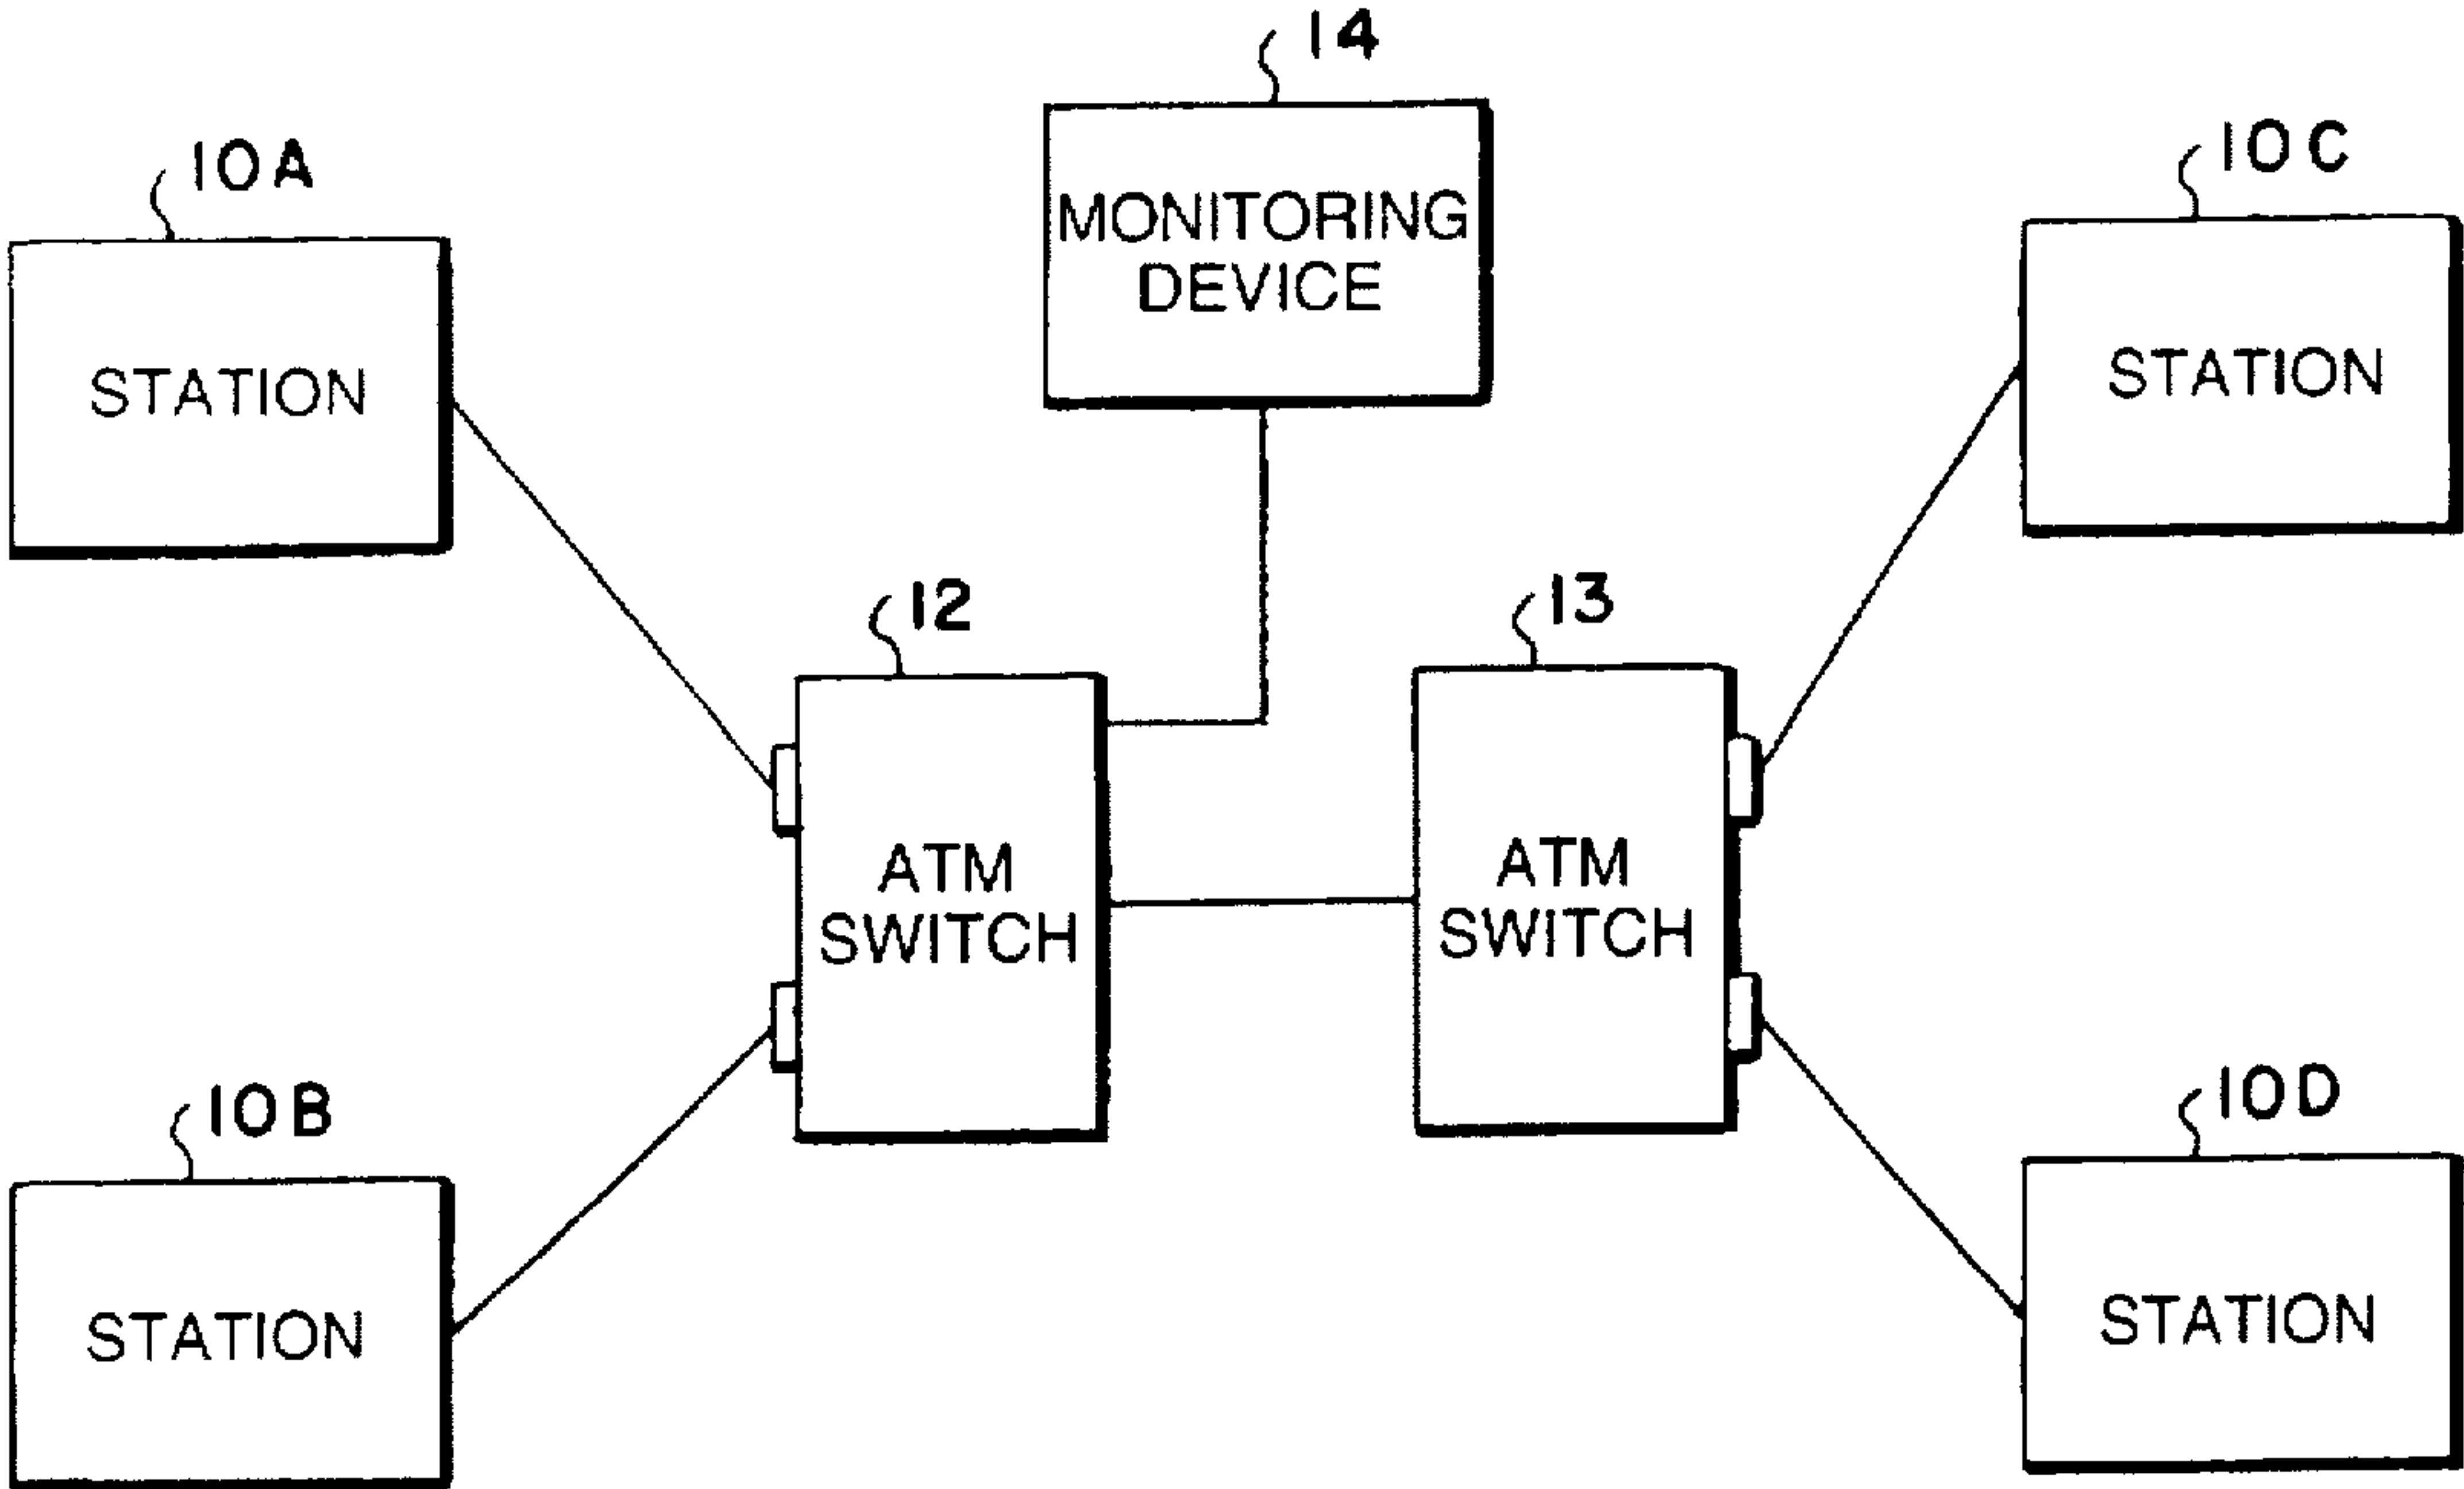 14
10A
10C
MONITORING
DEVICE
STATION
STATION
12
13
ATM
SWITCH
ATM
SWITCH
10B
10D
STATION
STATION